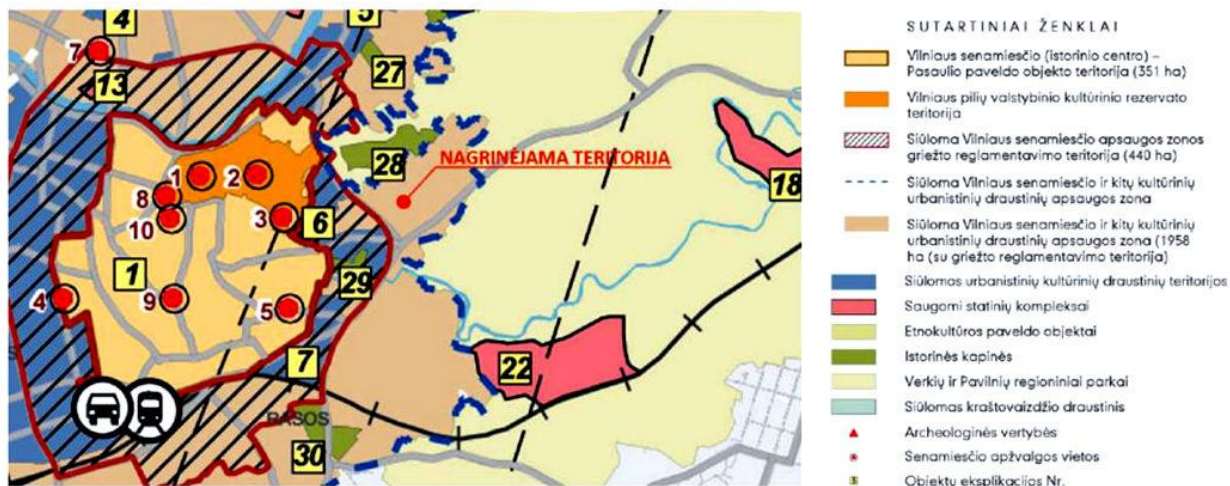 4
5
7
27
13
28
NAGRINĖJAMA TERITORIJA
18
1
2
8
3
6
10
29
1
4
9
5
7
22
RASOS
30
SUTARTINIAI ŽENKLAI
Vilniaus senamiesčio (istorinio centro) –
Pasaulio paveldo objekto teritorija (351 ha)
Vilniaus pilių valstybinio kultūrinio rezervato
teritorija
Siūloma Vilniaus senamiesčio apsaugos zonos
griežto reglamentavimo teritorija (440 ha)
Siūloma Vilniaus senamiesčio ir kitų kultūrinių
urbanistinių draustinių apsaugos zona
Siūloma Vilniaus senamiesčio ir kitų kultūrinių
urbanistinių draustinių apsaugos zona (1958
ha (su griežto reglamentavimo teritorija)
Siūlomos urbanistinių kultūrinių draustinių teritorijos
Saugomi statinių kompleksai
Etnokultūros paveldo objektai
Istorinės kapinės
Verkių ir Pavilnių regioniniai parkai
Siūlomas kraštovaizdžio draustinis
Archeologinės vertybės
Senamiesčio apžvalgos vietos
Objektų eksplikacijos Nr.